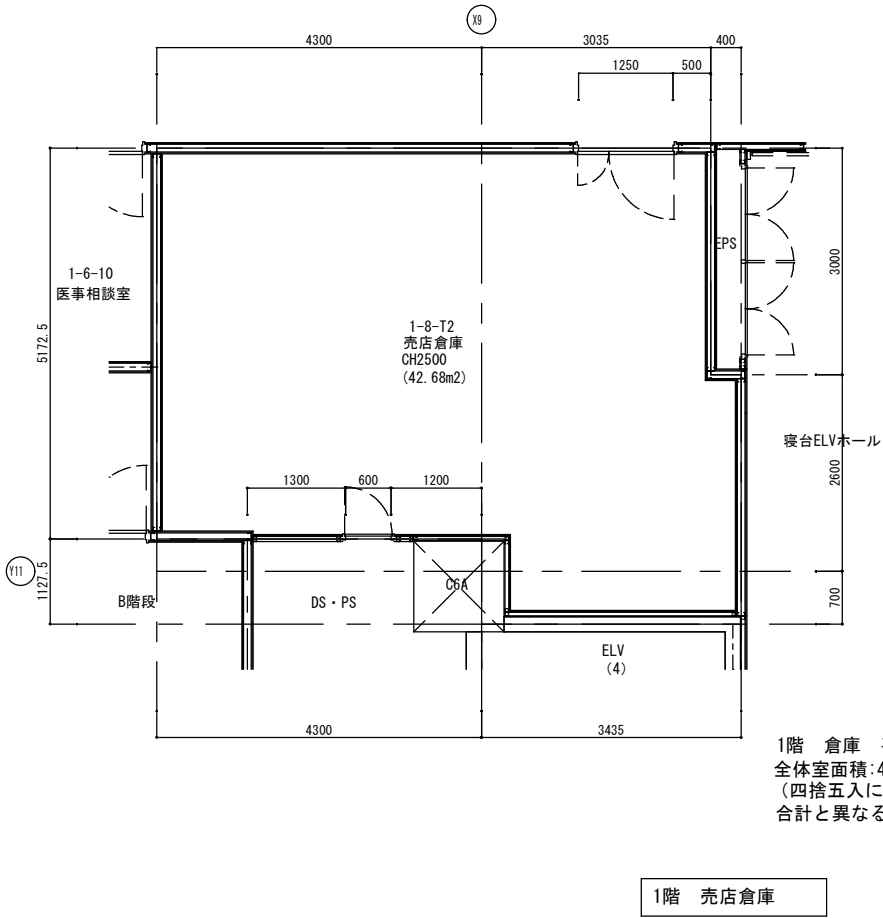 X9
4300
3035
400
1250
500
1-6-10
医事相談室
EPS
3000
5172.5
1-8-T2
売店倉庫
CH2500
(42.68m2)
寝台ELVホール
2600
1300
600
1200
Y11
1127.5
B階段
DS・PS
C6A
700
ELV
(4)
4300
3435
1階 倉庫
全体室面積:4
(四捨五入に
合計と異なる
1階 売店倉庫